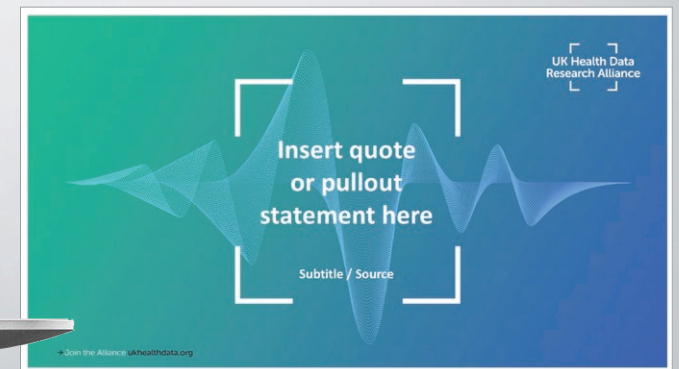 UK Health Data
Research Alliance
Insert quote
or pullout
statement here
Subtitle / Source
→ Join the Alliance ukhealthdata.org